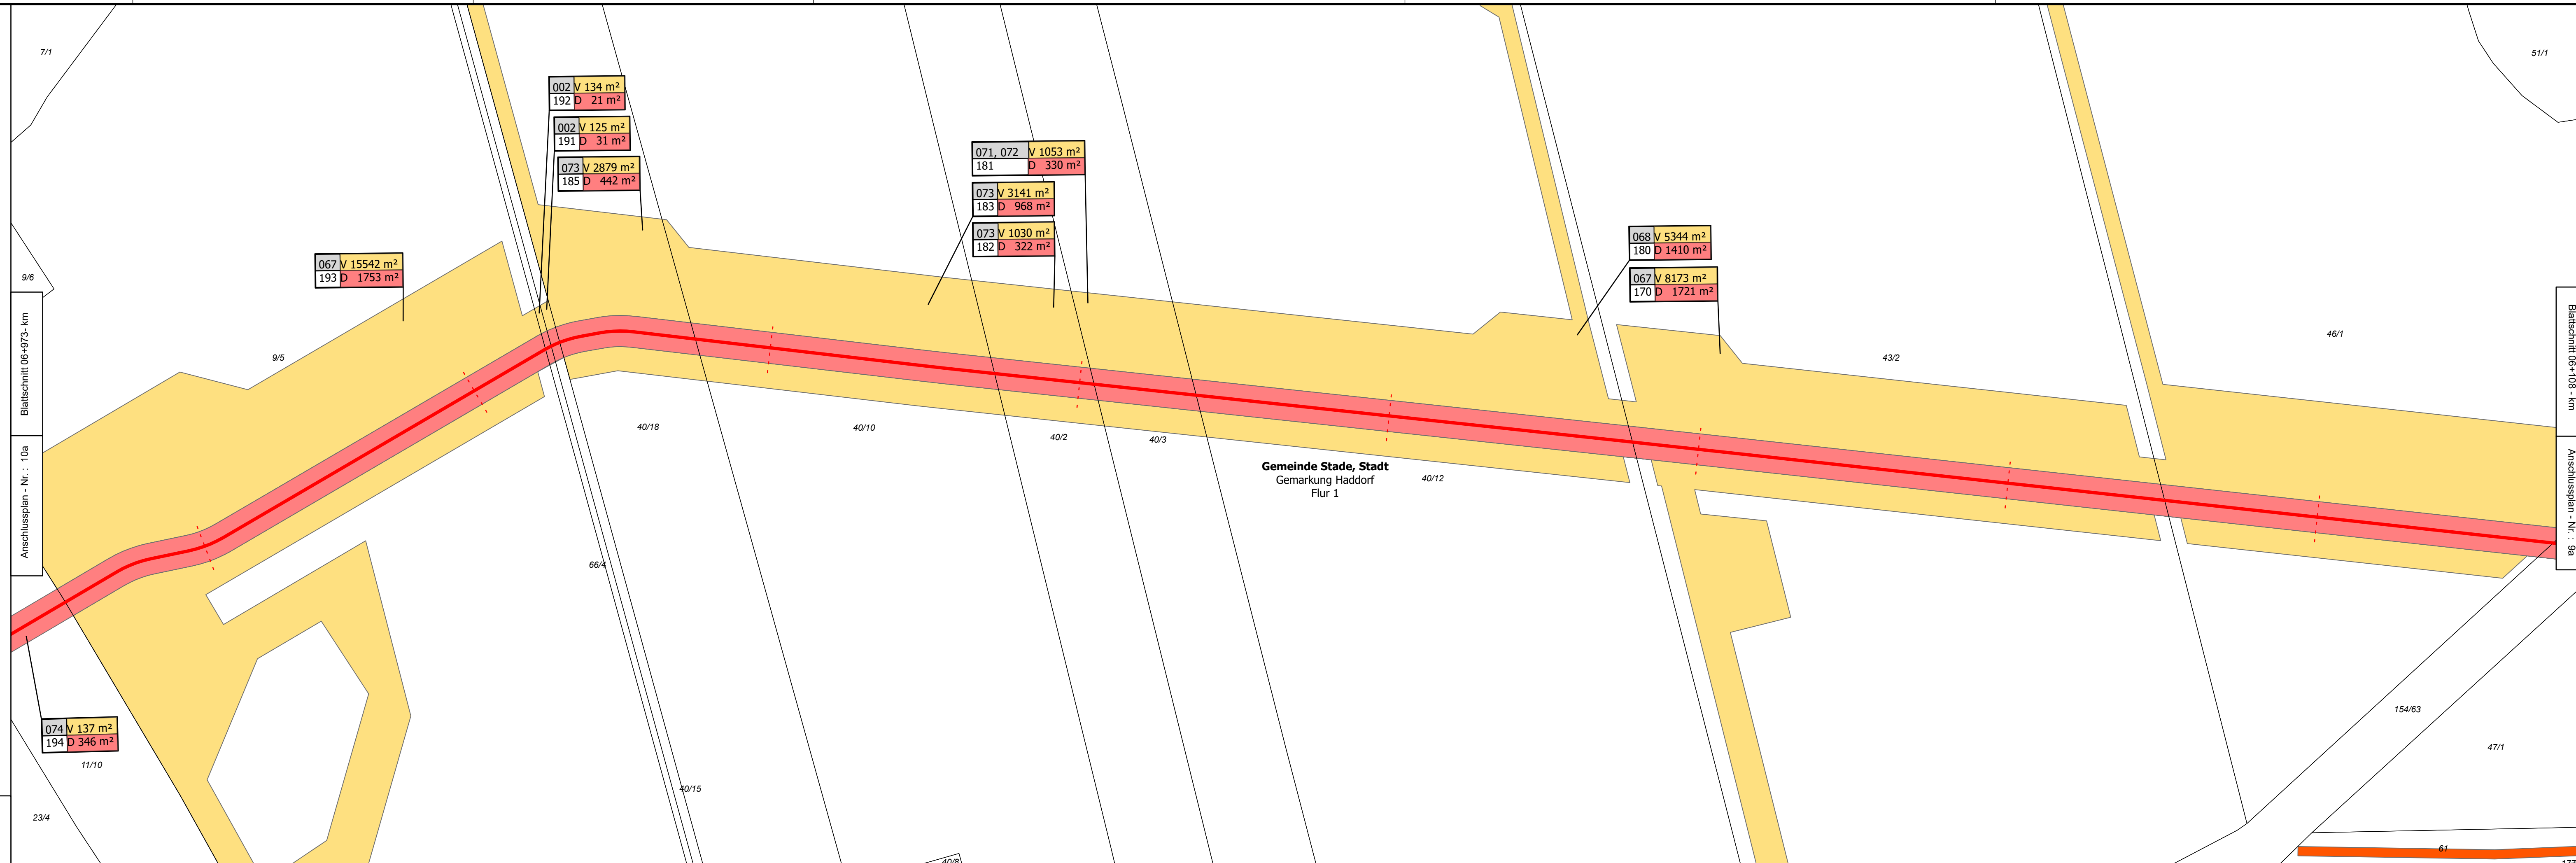 7/1
51/1
002 V 134 m²
192 D 21 m²
002 V 125 m²
191 D 31 m²
073 V 2879 m²
185 D 442 m²
071, 072 V 1053 m²
181 D 330 m²
073 V 3141 m²
183 D 968 m²
073 V 1030 m²
182 D 322 m²
068 V 5344 m²
180 D 1410 m²
067 V 8173 m²
170 D 1721 m²
067 V 15542 m²
193 D 1753 m²
9/6
Blattschnitt 06+973- km
Anschlussplan - Nr. : 10a
9/5
46/1
43/2
Blattschnitt 06+108 - km
Anschlussplan - Nr. : 9a
40/18
40/10
40/2
40/3
Gemeinde Stade, Stadt
Gemarkung Haddorf
Flur 1
40/12
66/4
154/63
47/1
074 V 137 m²
194 D 346 m²
11/10
40/15
23/4
61
40/8